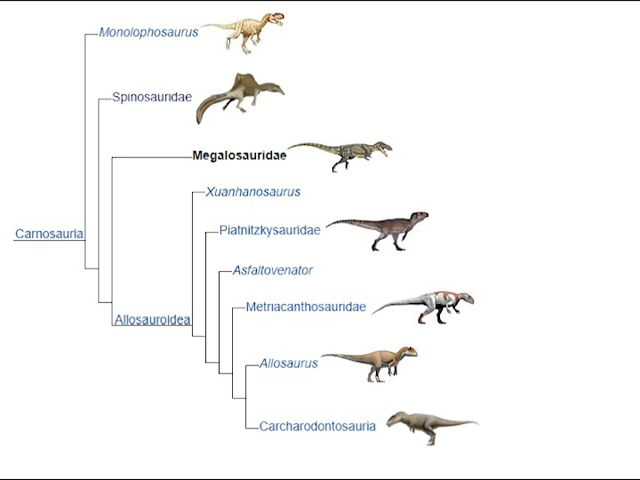 Monolophosaurus
Spinosauridae
Megalosauridae
Xuanhanosaurus
Piatnitzkysauridae
Carnosauria
Asfaltovenator
Metriacanthosauridae
Allosauroidea
Allosaurus
Carcharodontosauria